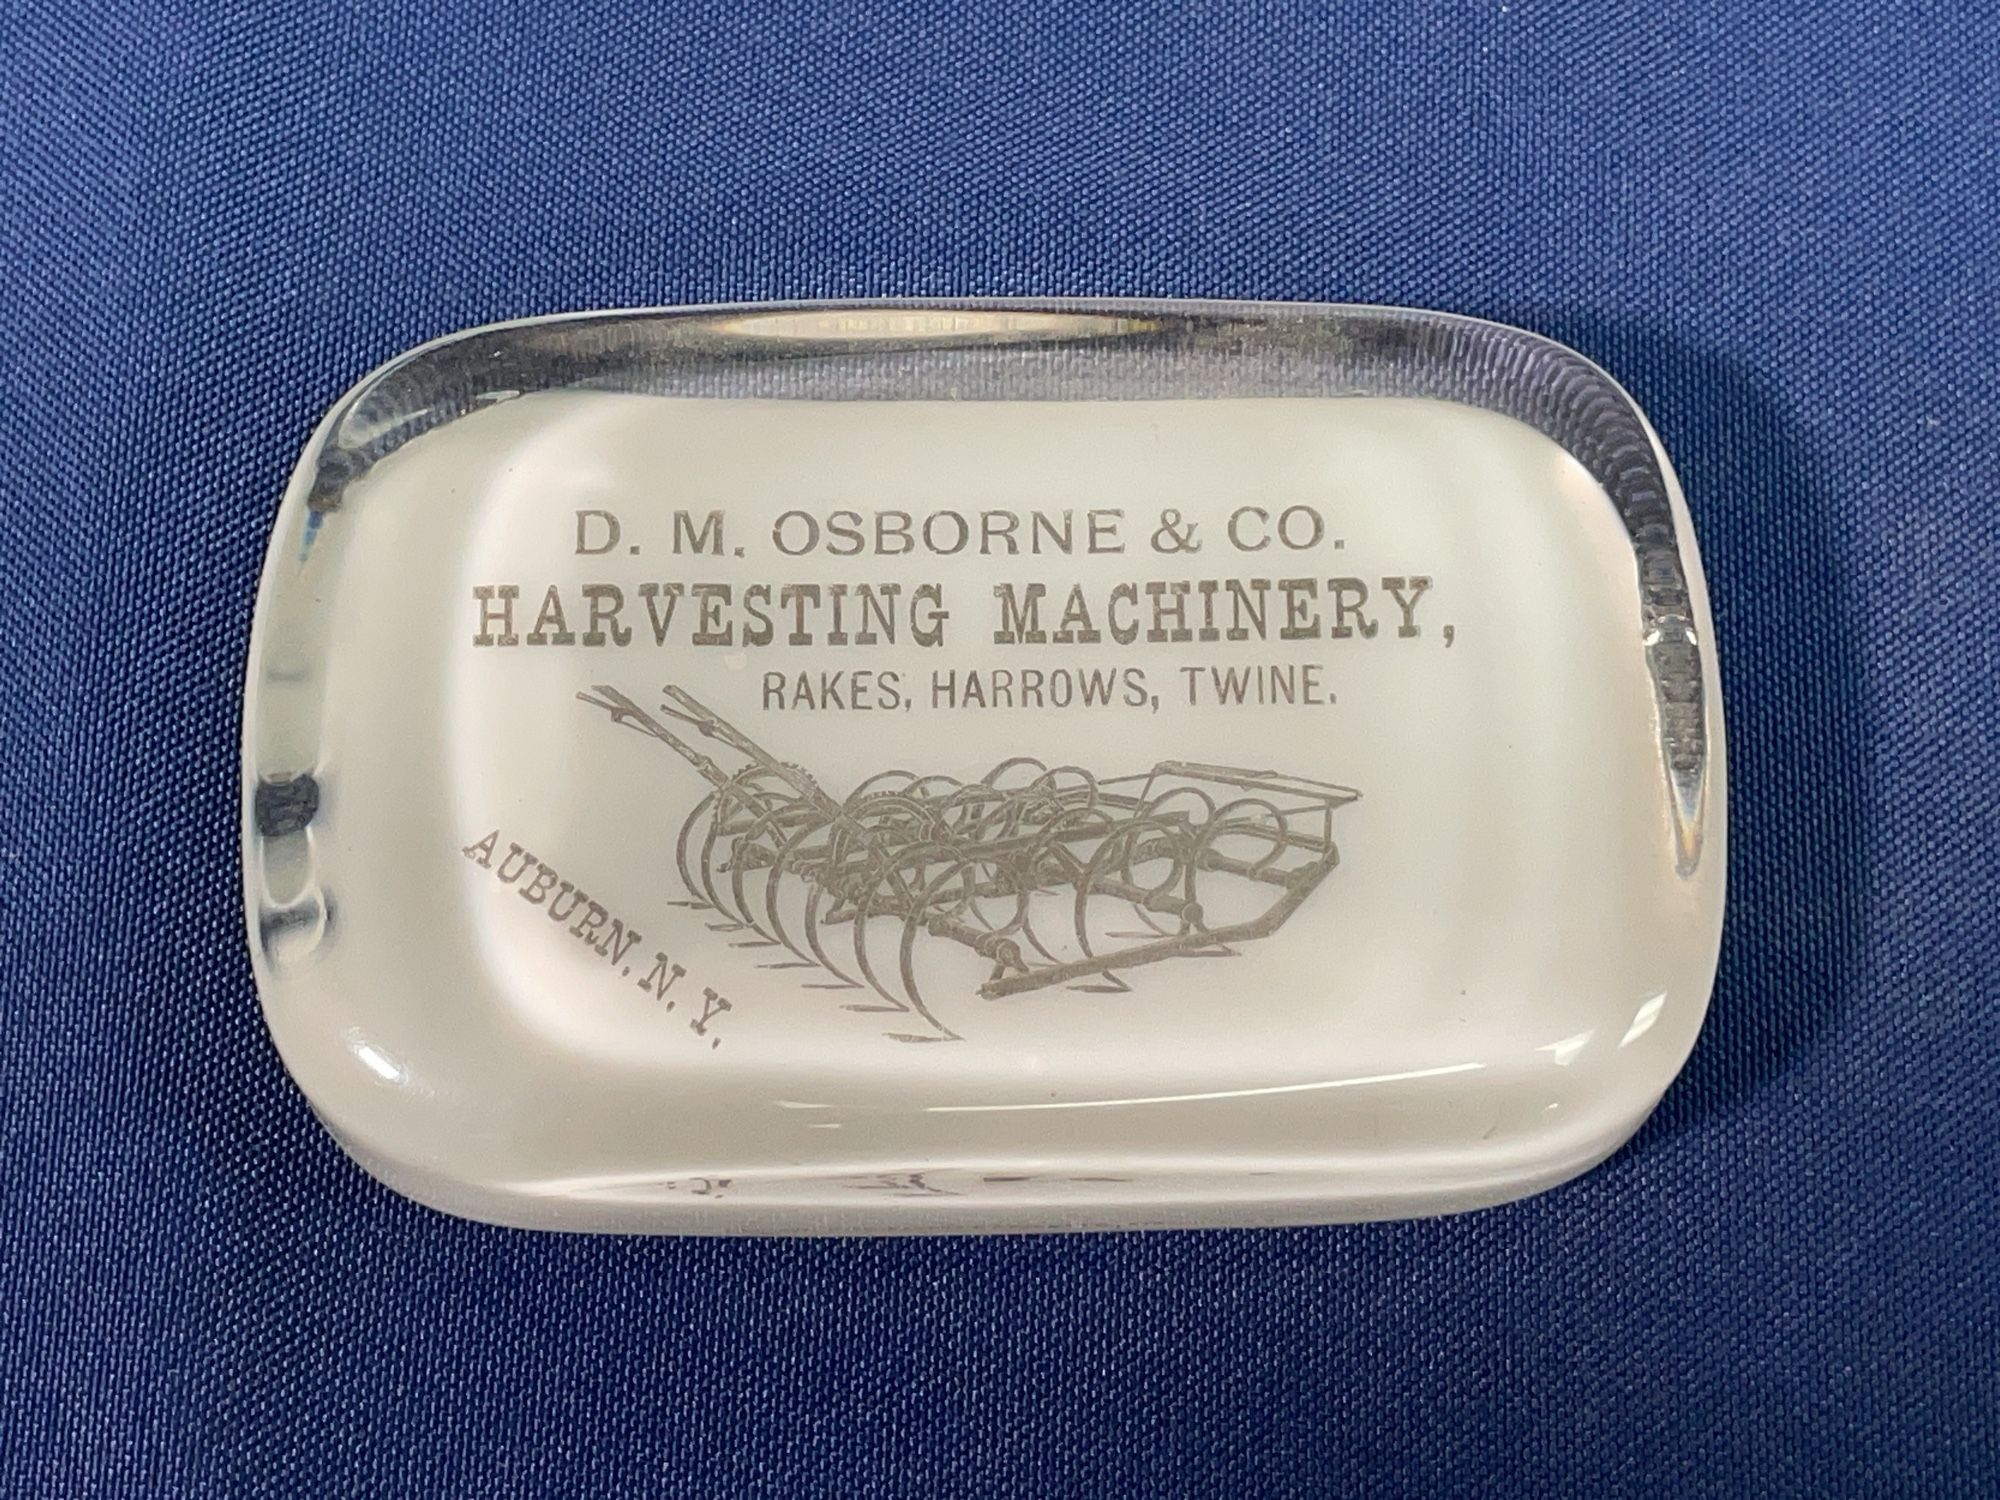 D. M. OSBORNE & CO.
HARVESTING MACHINERY,
RAKES, HARROWS, TWINE.
AUBURN. N. Y.